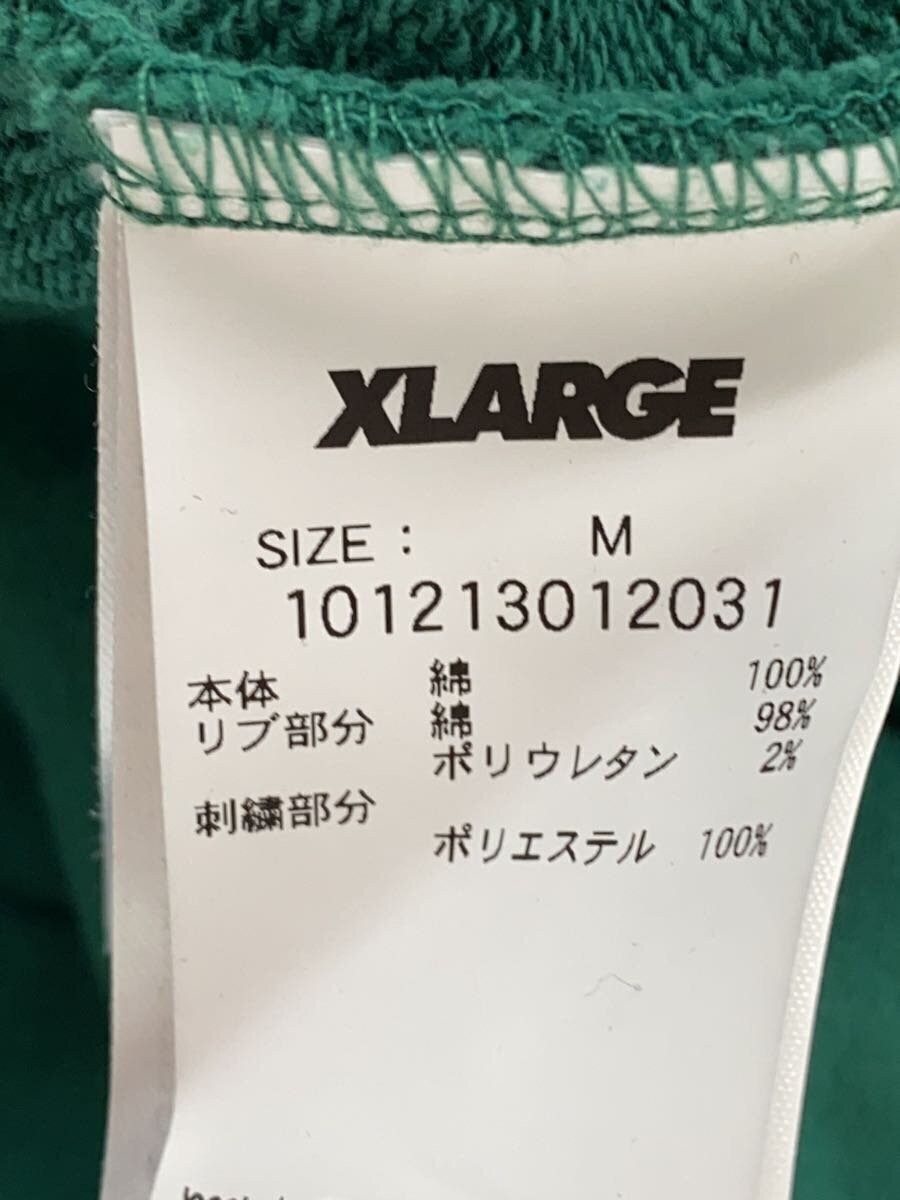 XLARGE
SIZE : M
101213012031
本体 綿 100%
リブ部分 綿 98%
ポリウレタン 2%
刺繍部分
ポリエステル 100%